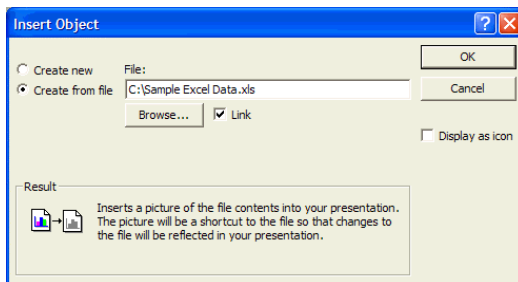 Insert Object
Create new
File:
OK
Create from file
C:\Sample Excel Data.xls
Cancel
Browse...
Link
Display as icon
Result
Inserts a picture of the file contents into your presentation.
The picture will be a shortcut to the file so that changes to
the file will be reflected in your presentation.